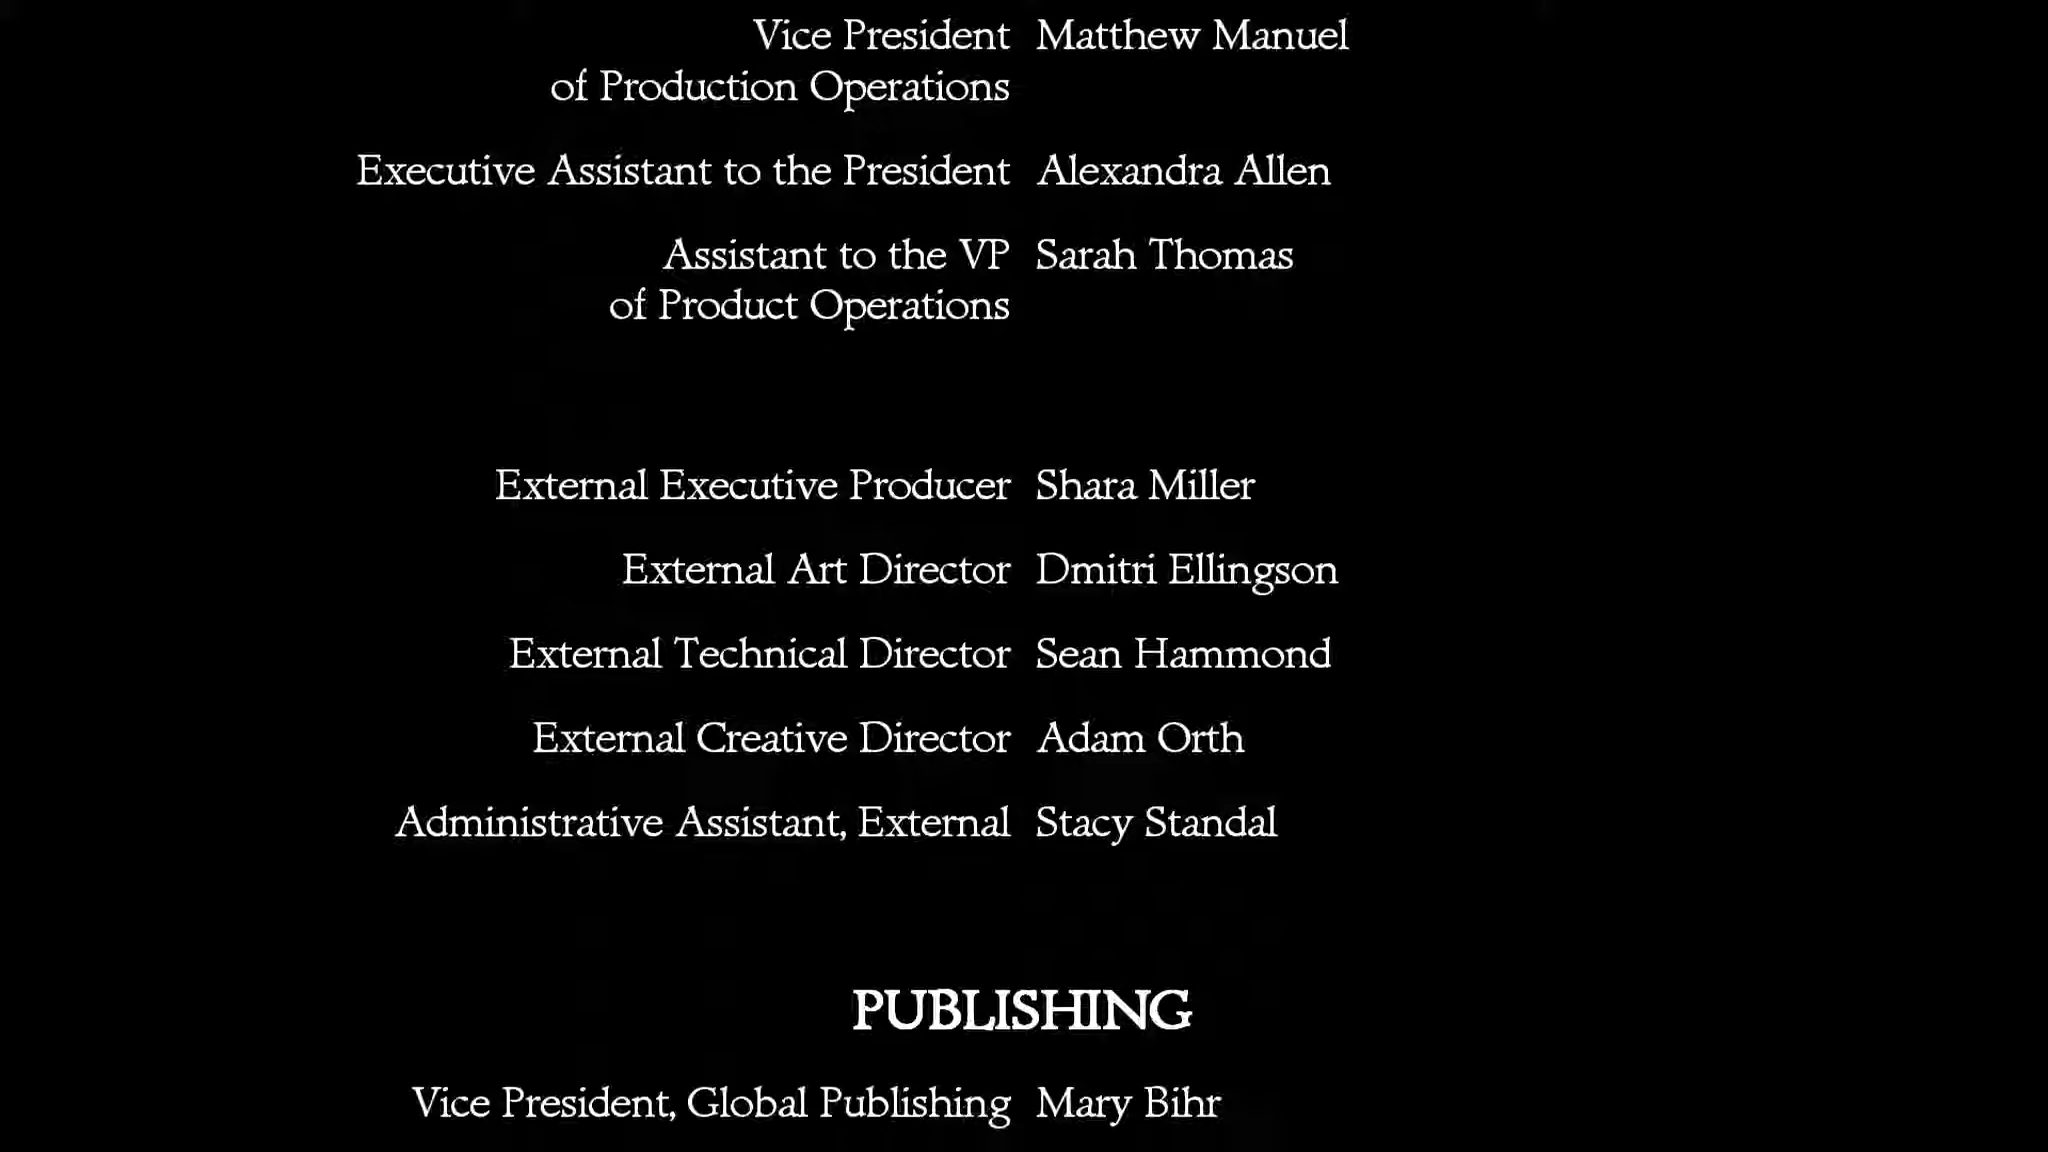 Vice President Matthew Manuel
of Production Operations
Executive Assistant to the President Alexandra Allen
Assistant to the VP Sarah Thomas
of Product Operations
External Executive Producer Shara Miller
External Art Director Dmitri Ellingson
External Technical Director Sean Hammond
External Creative Director Adam Orth
Administrative Assistant, External Stacy Standal
PUBLISHING
Vice President, Global Publishing Mary Bihr